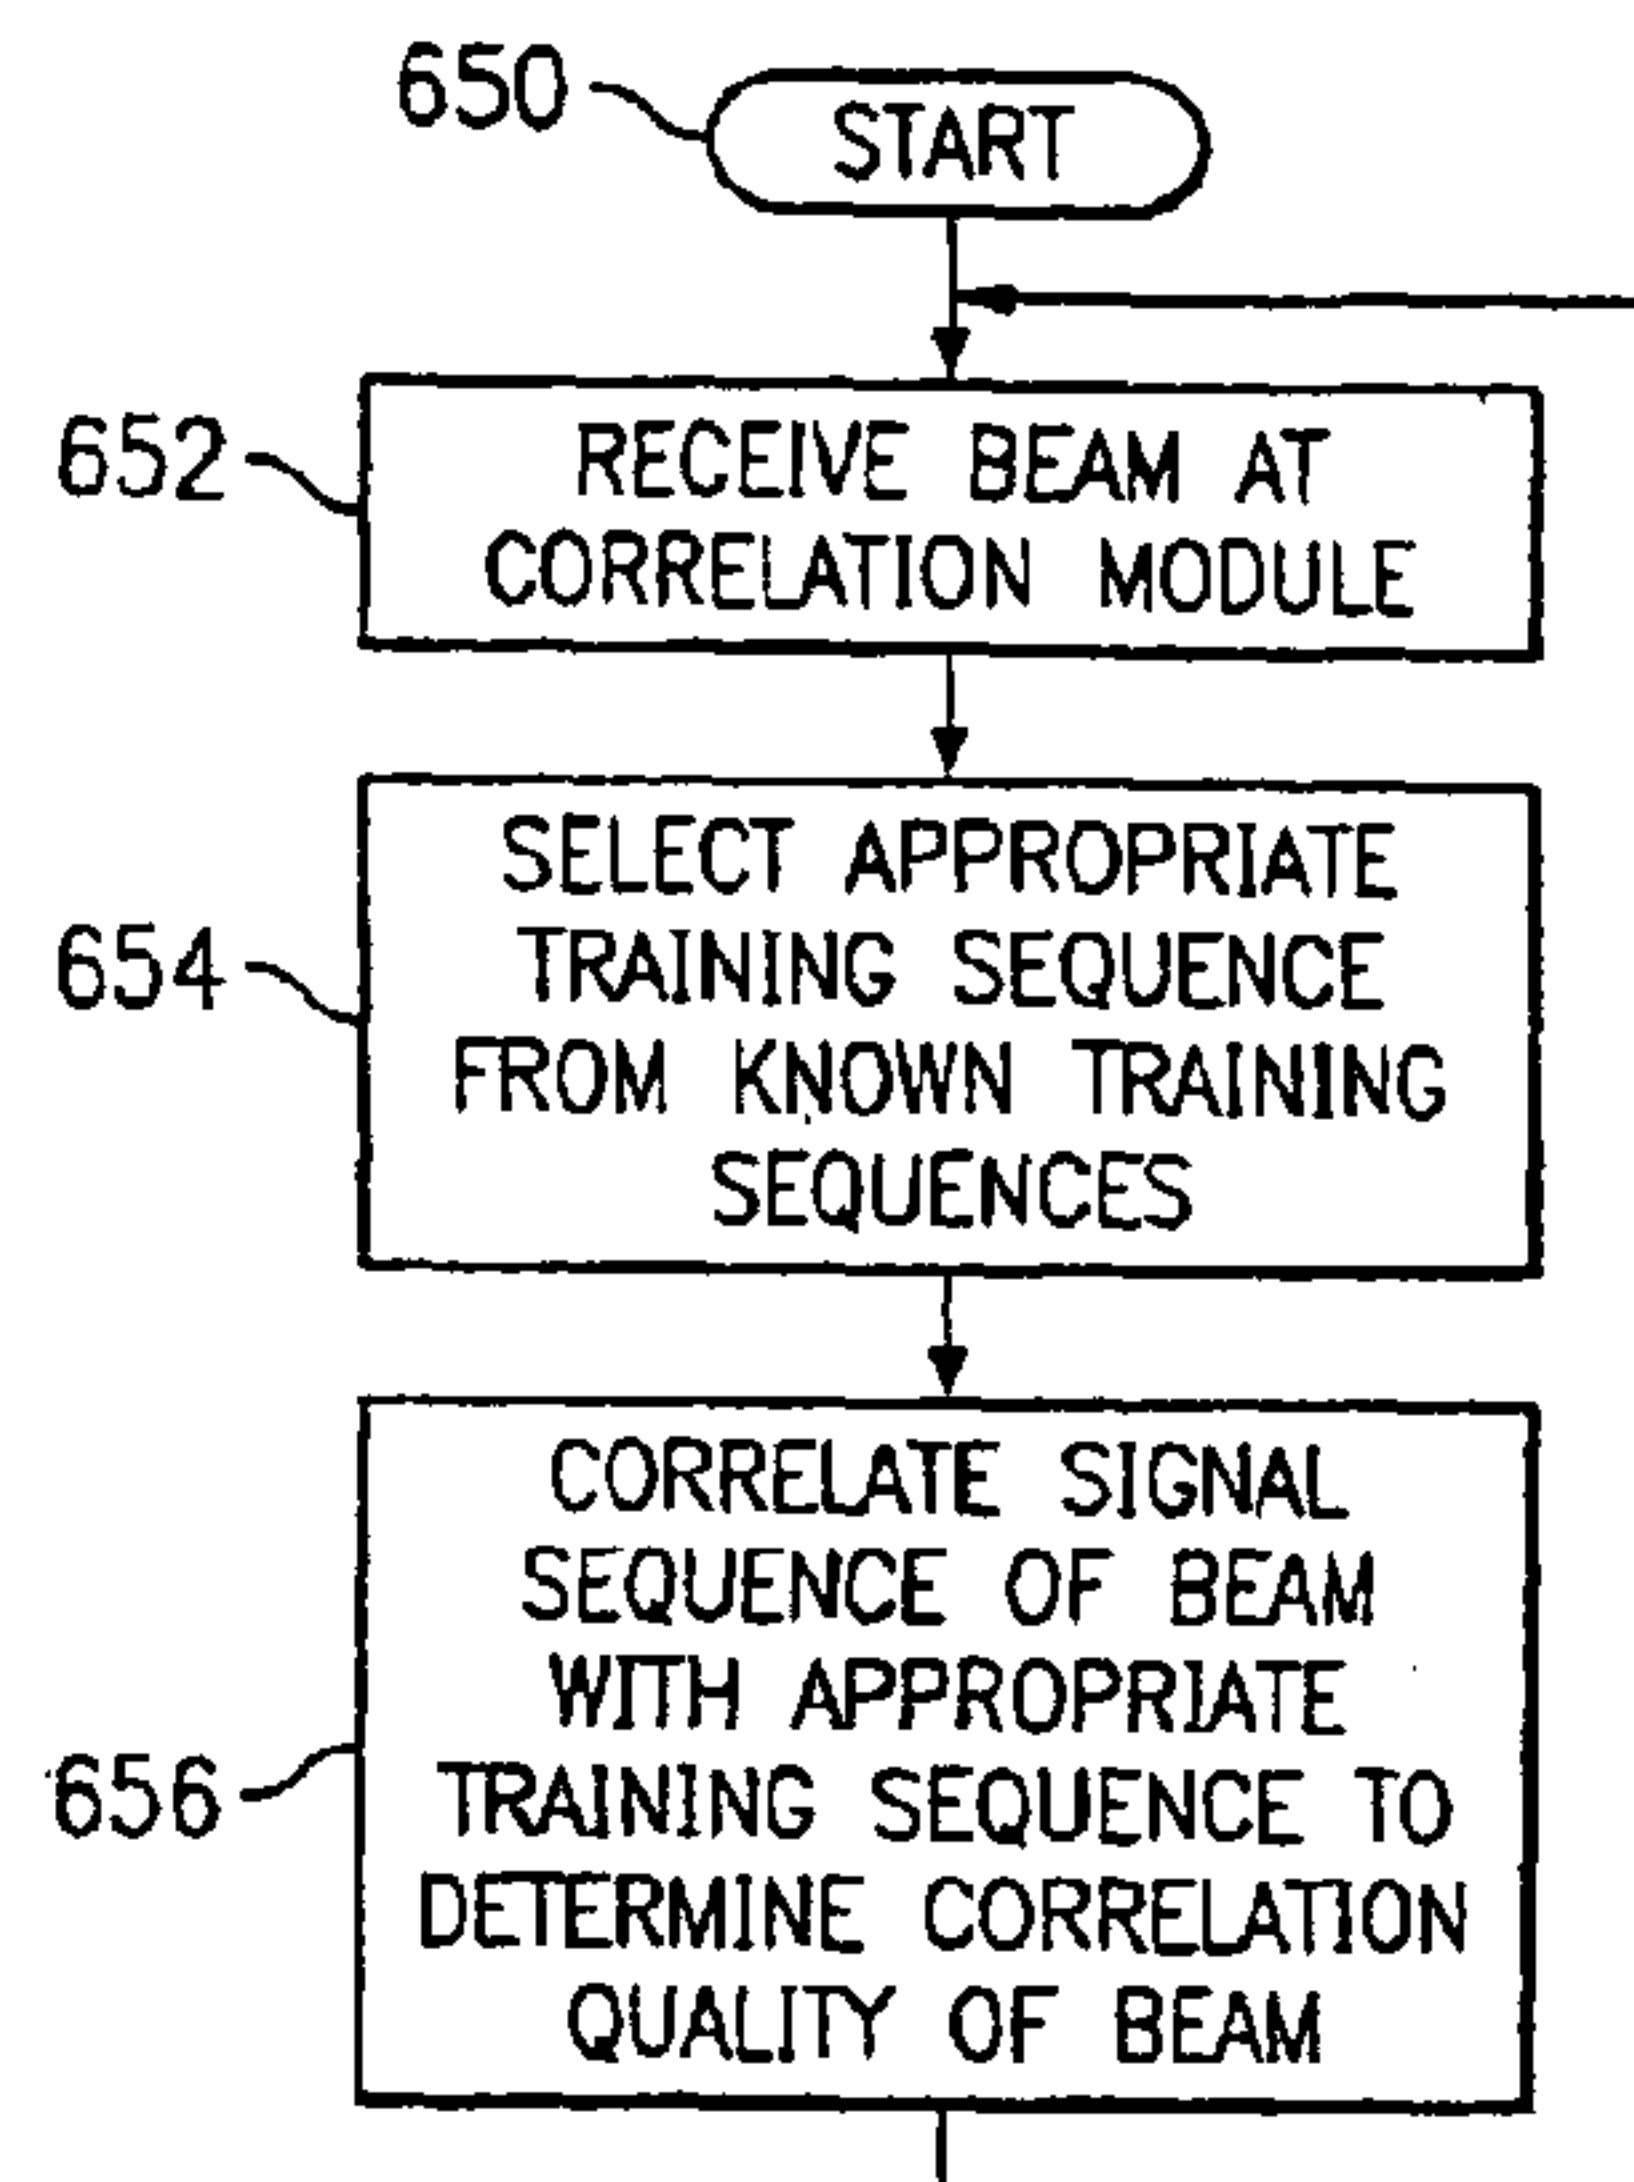 650
START
652
RECEIVE BEAM AT
CORRELATION MODULE
654
SELECT APPROPRIATE
TRAINING SEQUENCE
FROM KNOWN TRAINING
SEQUENCES
656
CORRELATE SIGNAL
SEQUENCE OF BEAM
WITH APPROPRIATE
TRAINING SEQUENCE TO
DETERMINE CORRELATION
QUALITY OF BEAM